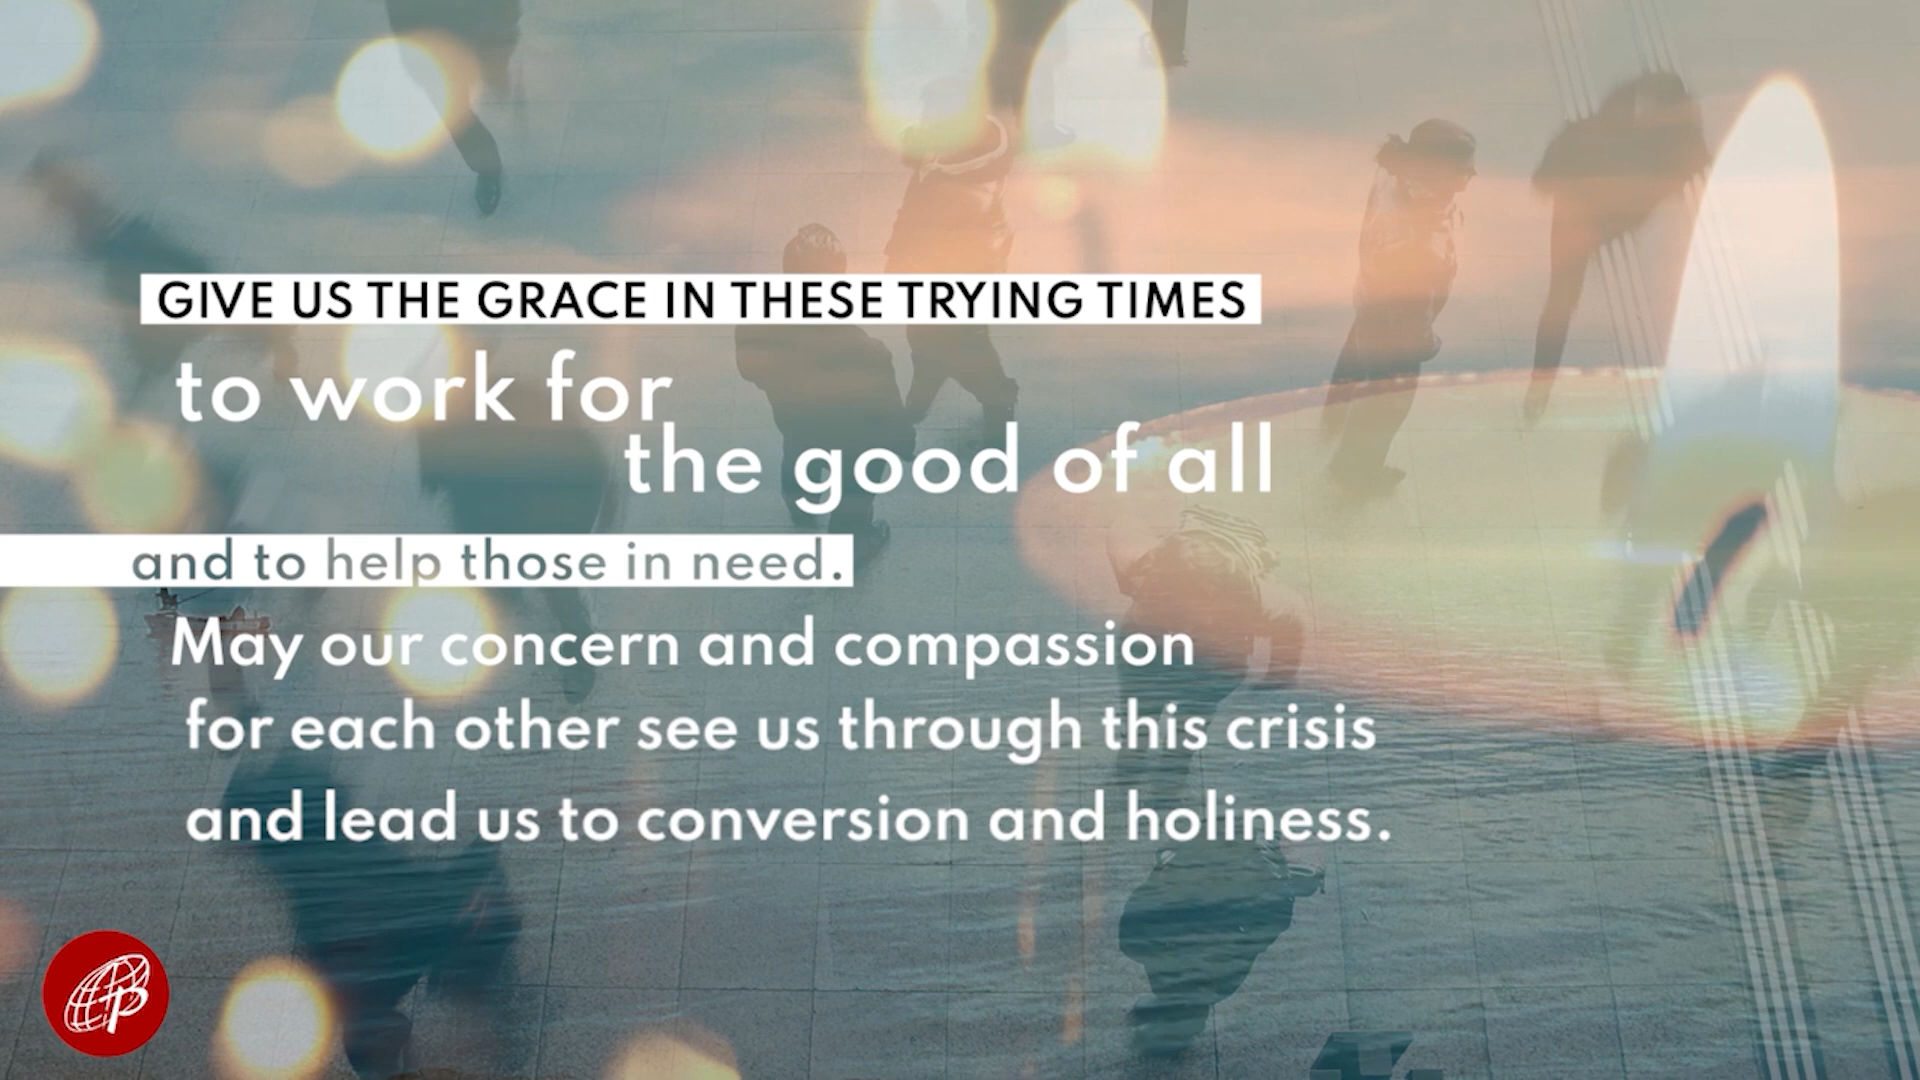 GIVE US THE GRACE IN THESE TRYING TIMES
to work for
the good of all
and to help those in need.
May our concern and compassion
for each other see us through this crisis
and lead us to conversion and holiness.